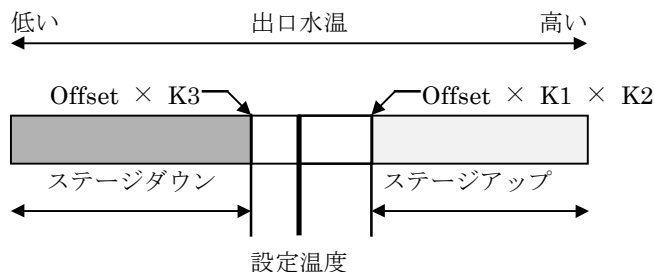 低い 出口水温 高い
Offset × K3 Offset × K1 × K2
ステージダウン ステージアップ
設定温度